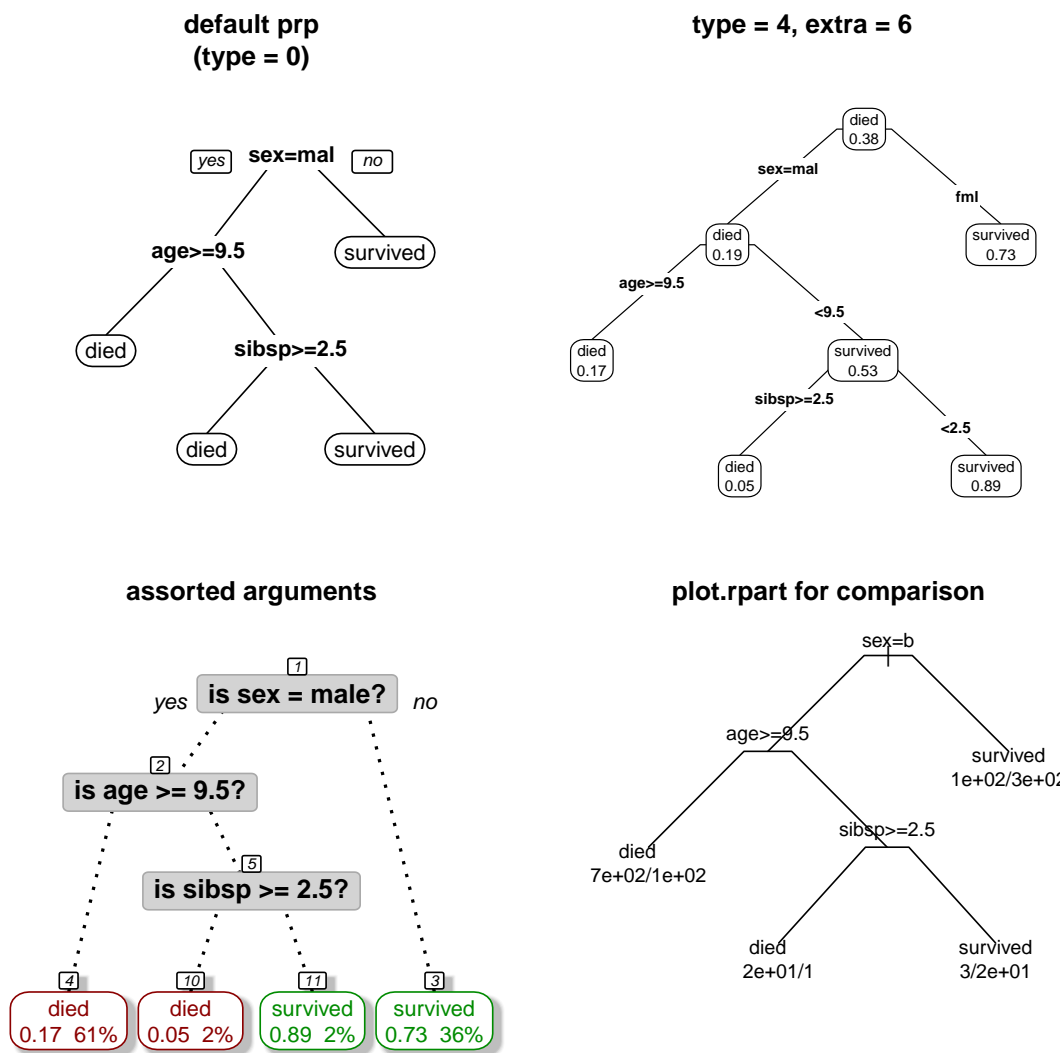 default prp
(type = 0)
yes sex=mal no
age>=9.5 survived
died sibsp>=2.5
died survived
type = 4, extra = 6
died
0.38
sex=mal
fml
died
0.19
survived
0.73
age>=9.5
<9.5
died
0.17
survived
0.53
sibsp>=2.5
<2.5
died
0.05
survived
0.89
assorted arguments
1
yes is sex = male? no
2
is age >= 9.5?
5
is sibsp >= 2.5?
4 10 11 3
died died survived survived
0.17 61% 0.05 2% 0.89 2% 0.73 36%
plot.rpart for comparison
sex=b
age>=9.5
survived
1e+02/3e+02
sibsp>=2.5
died
7e+02/1e+02
died survived
2e+01/1 3/2e+01